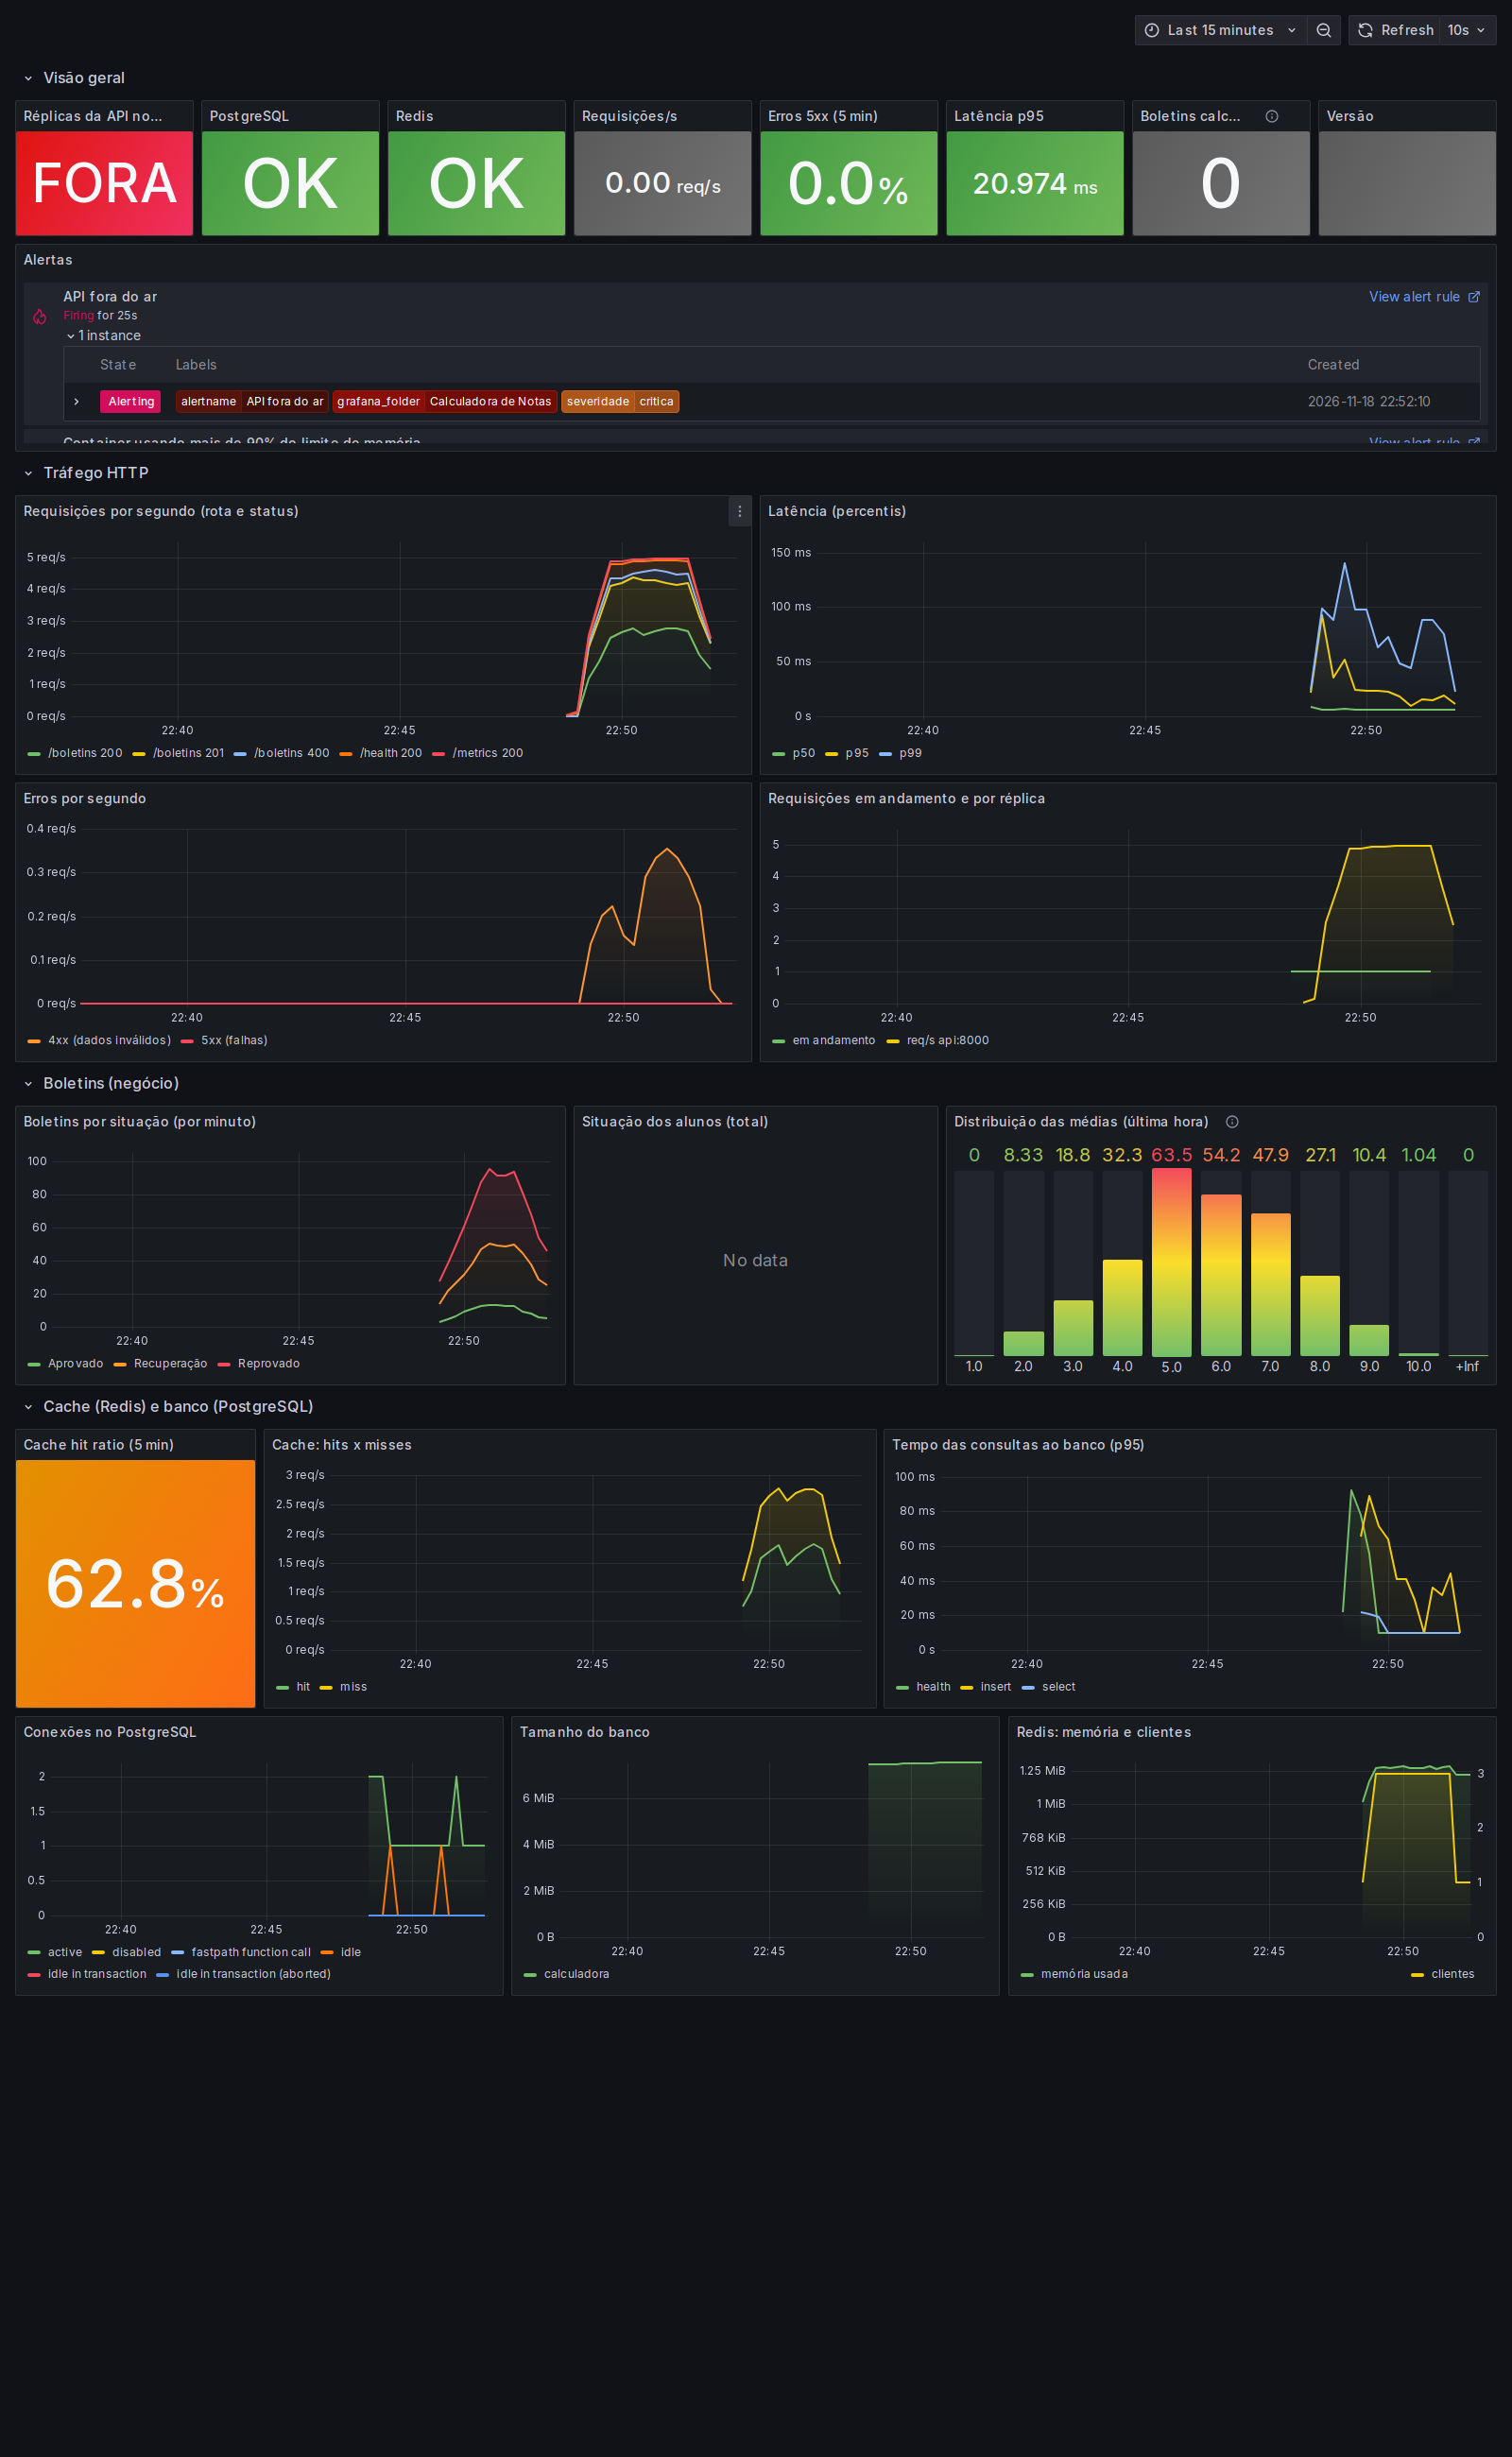 Last 15 minutes
Refresh 10s
Visão geral
Réplicas da API no...
FORA
PostgreSQL
OK
Redis
OK
Requisições/s
0.00 req/s
Erros 5xx (5 min)
0.0%
Latência p95
20.974 ms
Boletins calc...
0
Versão
Alertas
API fora do ar
View alert rule
Firing for 25s
1 instance
State Labels Created
Alerting alertname API fora do ar grafana_folder Calculadora de Notas severidade critica 2026-11-18 22:52:10
Container usando mais de 90% do limite de memória
View alert rule
Tráfego HTTP
Requisições por segundo (rota e status)
5 req/s
4 req/s
3 req/s
2 req/s
1 req/s
0 req/s
22:40 22:45 22:50
/boletins 200 /boletins 201 /boletins 400 /health 200 /metrics 200
Latência (percentis)
150 ms
100 ms
50 ms
0 s
22:40 22:45 22:50
p50 p95 p99
Erros por segundo
0.4 req/s
0.3 req/s
0.2 req/s
0.1 req/s
0 req/s
22:40 22:45 22:50
4xx (dados inválidos) 5xx (falhas)
Requisições em andamento e por réplica
5
4
3
2
1
0
22:40 22:45 22:50
em andamento req/s api:8000
Boletins (negócio)
Boletins por situação (por minuto)
100
80
60
40
20
0
22:40 22:45 22:50
Aprovado Recuperação Reprovado
Situação dos alunos (total)
No data
Distribuição das médias (última hora)
0 8.33 18.8 32.3 63.5 54.2 47.9 27.1 10.4 1.04 0
1.0 2.0 3.0 4.0 5.0 6.0 7.0 8.0 9.0 10.0 +Inf
Cache (Redis) e banco (PostgreSQL)
Cache hit ratio (5 min)
62.8%
Cache: hits x misses
3 req/s
2.5 req/s
2 req/s
1.5 req/s
1 req/s
0.5 req/s
0 req/s
22:40 22:45 22:50
hit miss
Tempo das consultas ao banco (p95)
100 ms
80 ms
60 ms
40 ms
20 ms
0 s
22:40 22:45 22:50
health insert select
Conexões no PostgreSQL
2
1.5
1
0.5
0
22:40 22:45 22:50
active disabled fastpath function call idle
idle in transaction idle in transaction (aborted)
Tamanho do banco
6 MiB
4 MiB
2 MiB
0 B
22:40 22:45 22:50
calculadora
Redis: memória e clientes
1.25 MiB
1 MiB
768 KiB
512 KiB
256 KiB
0 B
3
2
1
0
22:40 22:45 22:50
memória usada clientes